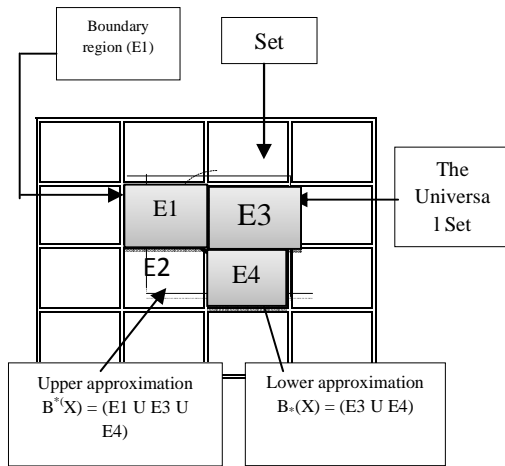 Boundary
region (E1)
Set
The
Universa
l Set
E1
E3
E2
E4
Upper approximation
B*(X) = (E1 U E3 U
E4)
Lower approximation
B*(X) = (E3 U E4)